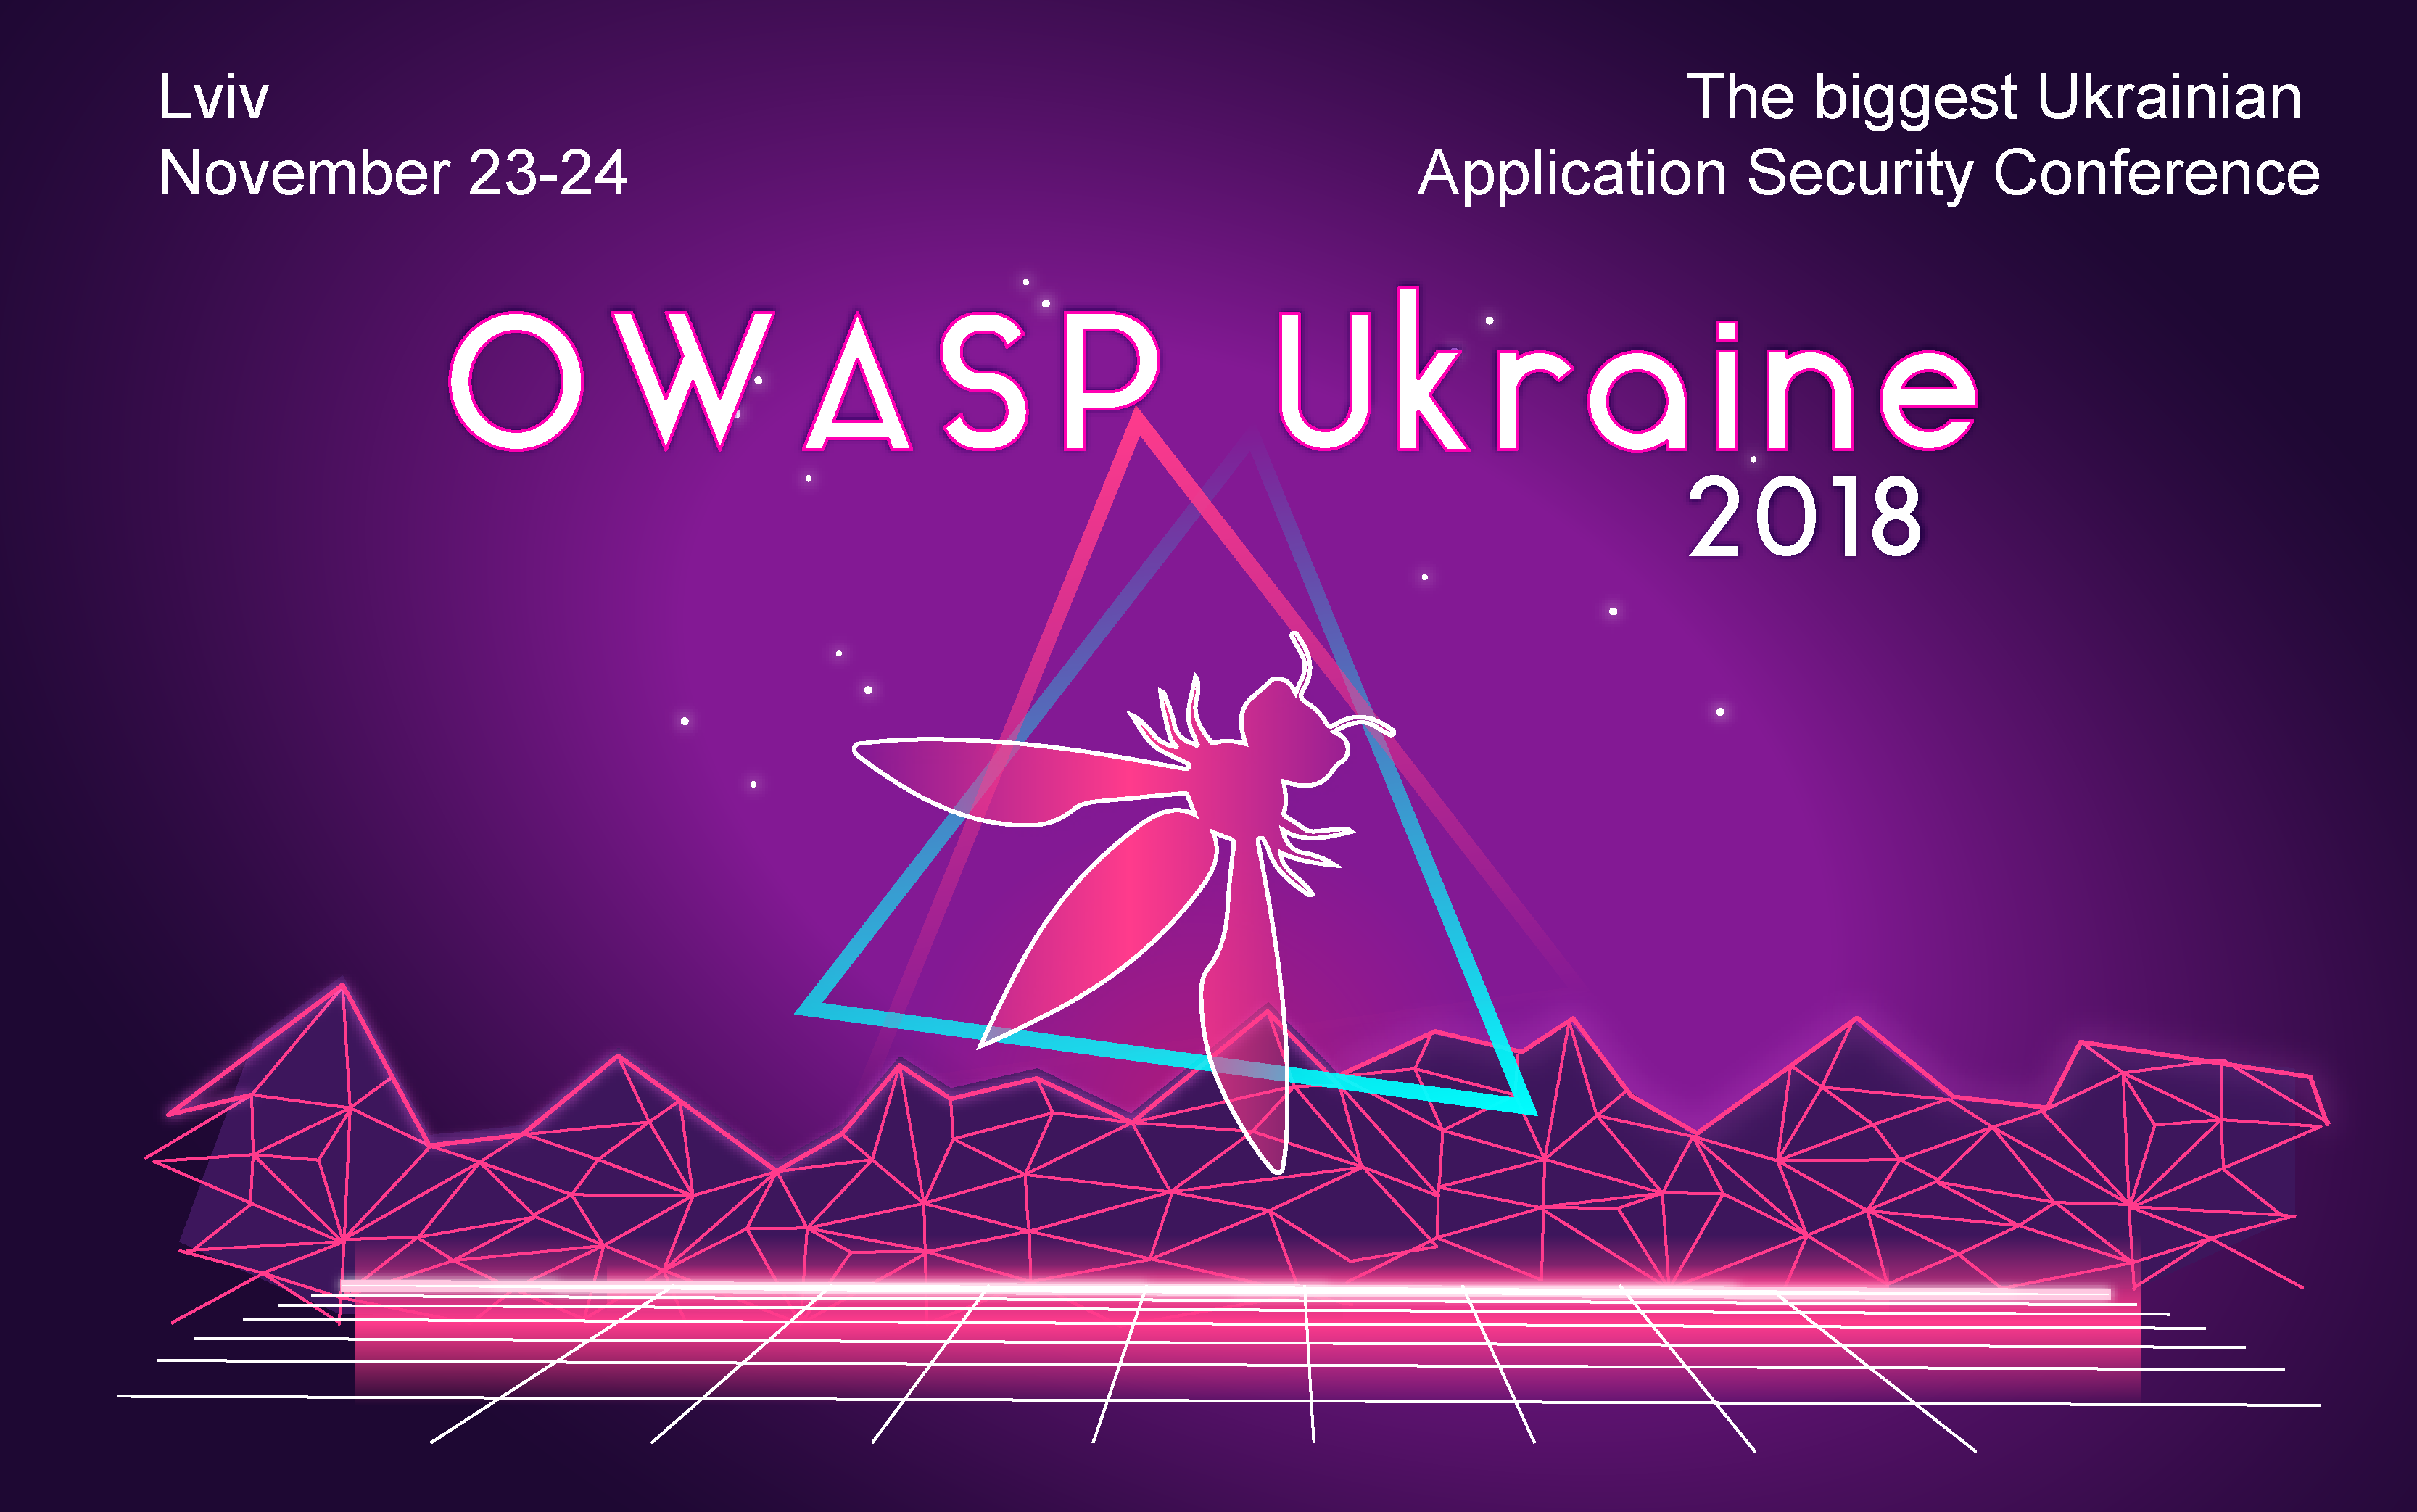 Lviv
November 23-24
The biggest Ukrainian
Application Security Conference
OWASP Ukraine
2018